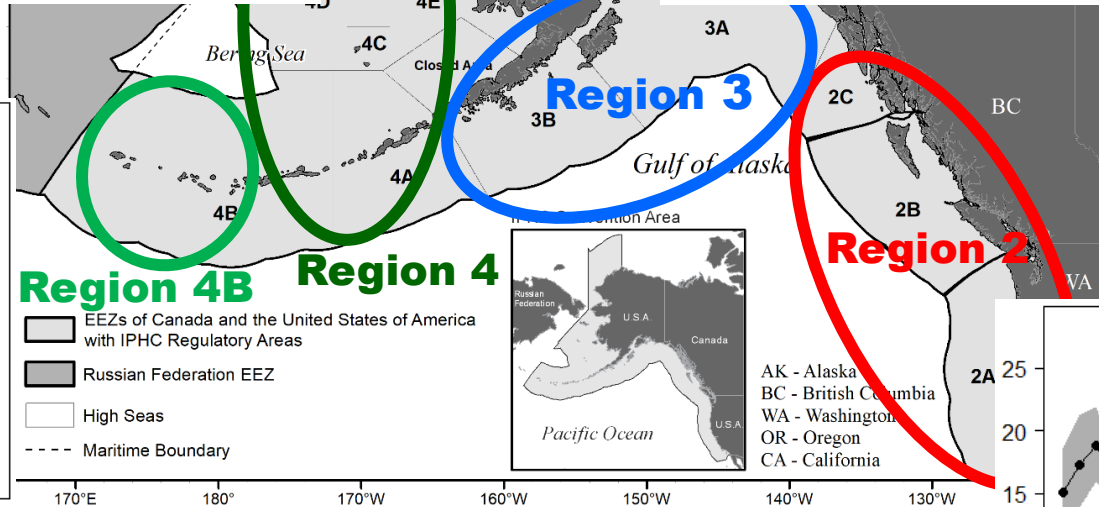 4D
4E
3A
Bering Sea
4C
Closed Area
2C
BC
Region 3
3B
Gulf of Alaska
4A
4B
2B
Region 2
WA
Region 4B
Region 4
Convention Area
Russian
Federation
U.S.A.
Canada
U.S.A.
Pacific Ocean
EEZs of Canada and the United States of America
with IPHC Regulatory Areas
Russian Federation EEZ
High Seas
Maritime Boundary
AK - Alaska
BC - British Columbia
WA - Washington
OR - Oregon
CA - California
2A
25
20
15
170°E
180°
170°W
160°W
150°W
140°W
130°W